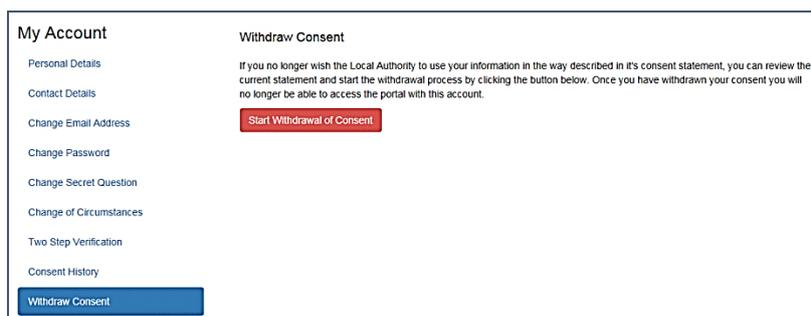 My Account
Personal Details
Contact Details
Change Email Address
Change Password
Change Secret Question
Change of Circumstances
Two Step Verification
Consent History
Withdraw Consent
Withdraw Consent
If you no longer wish the Local Authority to use your information in the way described in it's consent statement, you can review the
current statement and start the withdrawal process by clicking the button below. Once you have withdrawn your consent you will
no longer be able to access the portal with this account.
Start Withdrawal of Consent